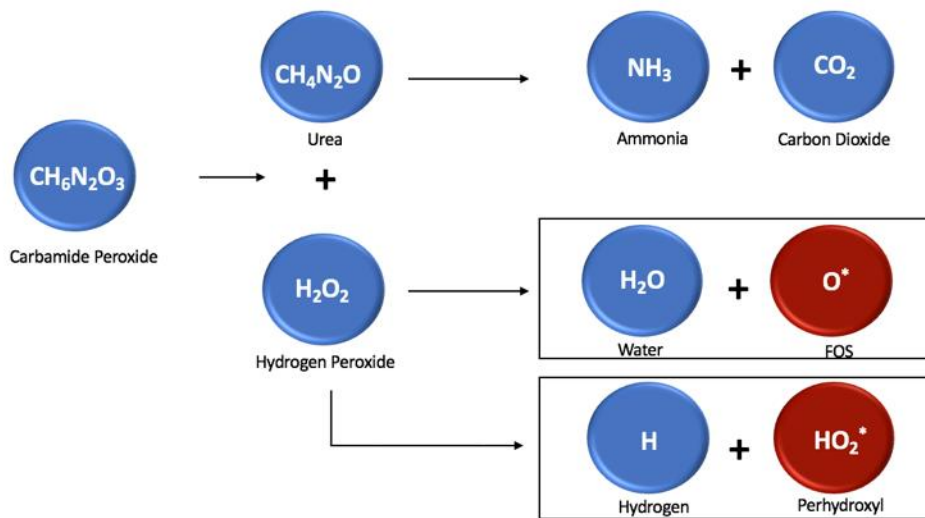 CH₄N₂O
Urea
NH₃
+
CO₂
Ammonia
Carbon Dioxide
+
CH₆N₂O₃
Carbamide Peroxide
H₂O₂
Hydrogen Peroxide
H₂O
+
O*
Water
FOS
H
+
HO₂*
Hydrogen
Perhydroxyl